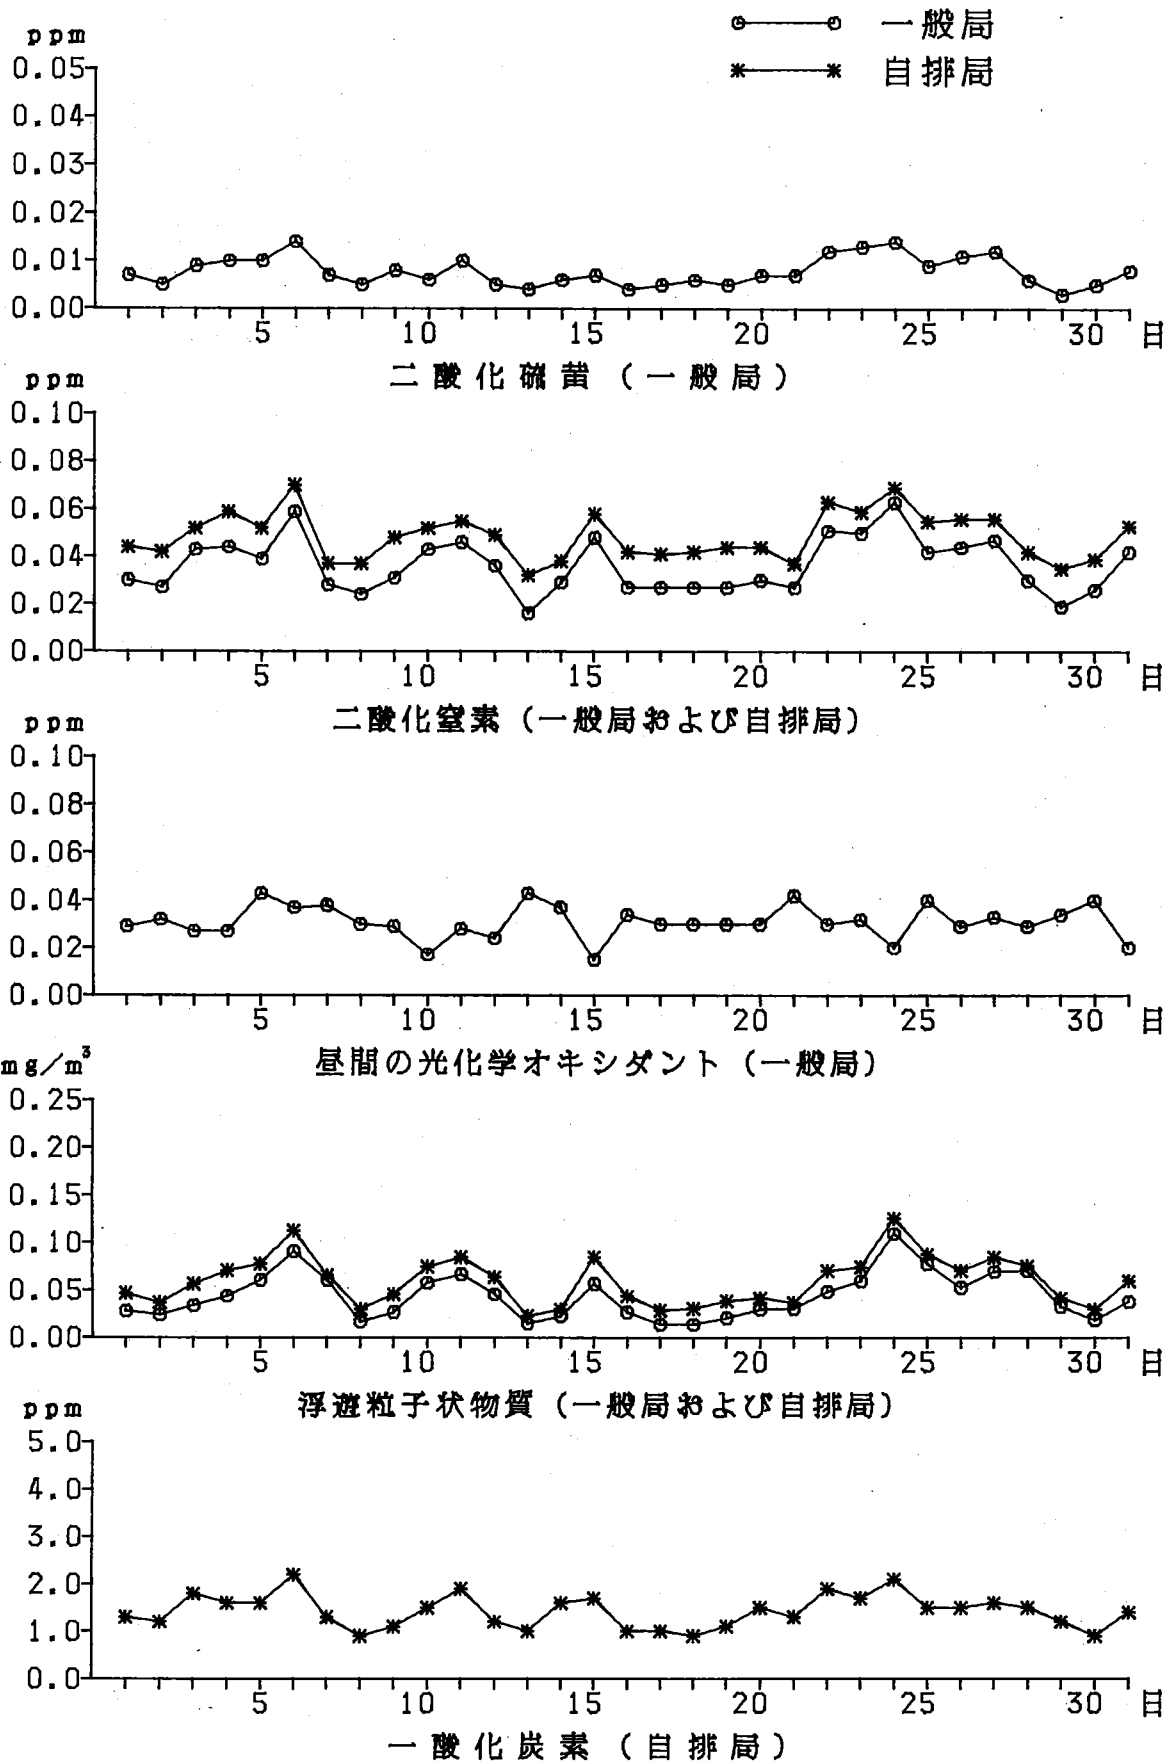 一般局
自排局
ppm
0.05
0.04
0.03
0.02
0.01
0.00
5 10 15 20 25 30 日
二酸化硫黄（一般局）
ppm
0.10
0.08
0.06
0.04
0.02
0.00
5 10 15 20 25 30 日
二酸化窒素（一般局および自排局）
ppm
0.10
0.08
0.06
0.04
0.02
0.00
5 10 15 20 25 30 日
昼間の光化学オキシダント（一般局）
mg/m³
0.25
0.20
0.15
0.10
0.05
0.00
5 10 15 20 25 30 日
浮遊粒子状物質（一般局および自排局）
ppm
5.0
4.0
3.0
2.0
1.0
0.0
5 10 15 20 25 30 日
一酸化炭素（自排局）